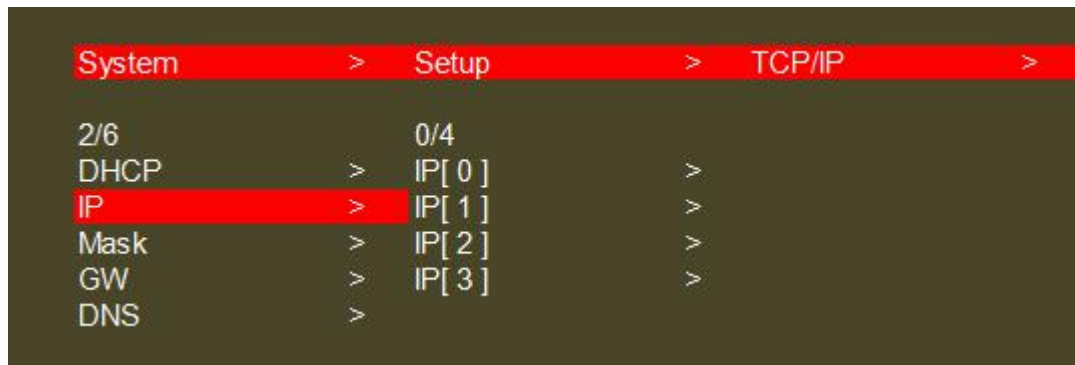 System > Setup > TCP/IP >
2/6 0/4
DHCP > IP[ 0 ] >
IP > IP[ 1 ] >
Mask > IP[ 2 ] >
GW > IP[ 3 ] >
DNS >